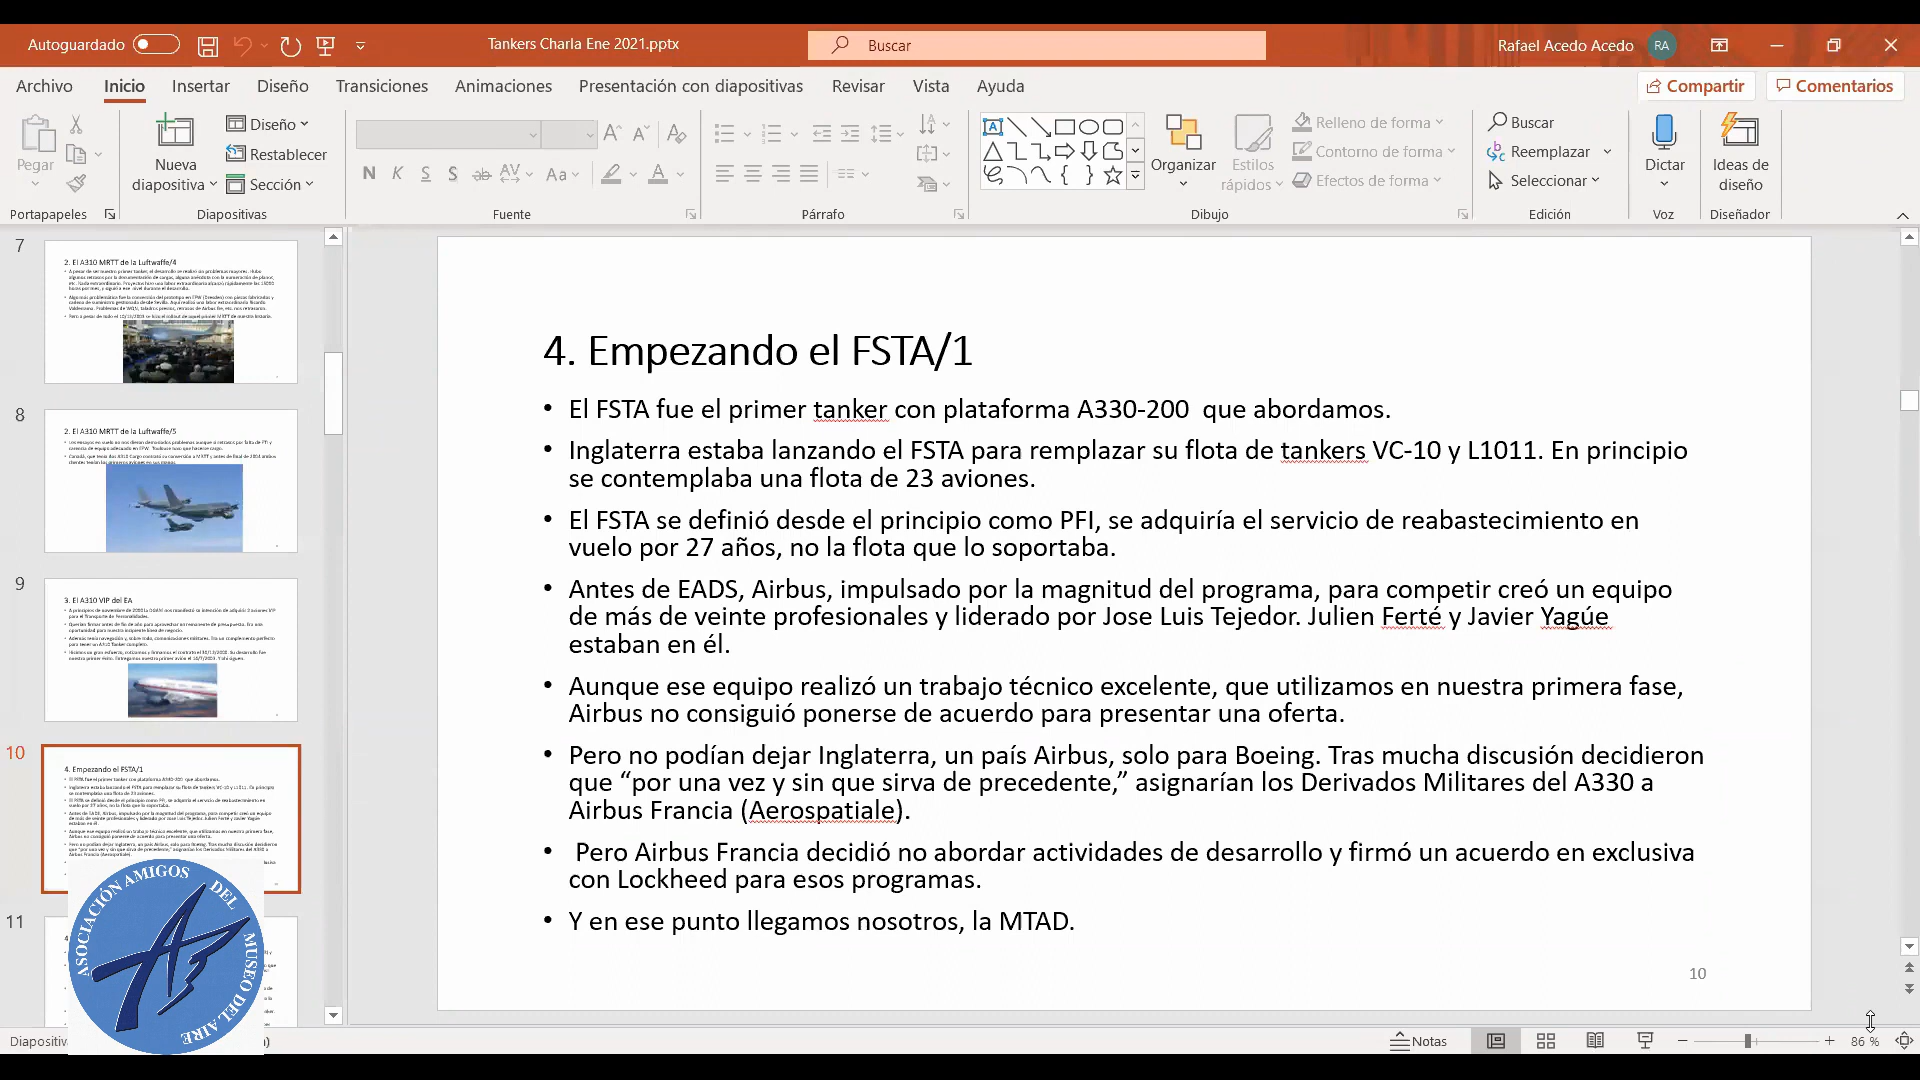 Autoguardado
Tankers Charla Ene 2021.pptx
Buscar
Rafael Acedo Acedo
RA
Archivo
Inicio
Insertar
Diseño
Transiciones
Animaciones
Presentación con diapositivas
Revisar
Vista
Ayuda
Compartir
Comentarios
Pegar
Nueva
diapositiva
Diseño
Restablecer
Sección
N K S S ab AV Aa A
Organizar
Estilos
rápidos
Relleno de forma
Contorno de forma
Efectos de forma
Buscar
Reemplazar
Seleccionar
Dictar
Ideas de
diseño
Portapapeles
Diapositivas
Fuente
Párrafo
Dibujo
Edición
Voz
Diseñador
7
2. El A310 MRTT de la Luftwaffe/4
8
2. El A310 MRTT de la Luftwaffe/5
9
3. El A310 VIP del EA
10
4. Empezando el FSTA/1
11
4. Empezando el FSTA/1
• El FSTA fue el primer tanker con plataforma A330-200 que abordamos.
• Inglaterra estaba lanzando el FSTA para remplazar su flota de tankers VC-10 y L1011. En principio
se contemplaba una flota de 23 aviones.
• El FSTA se definió desde el principio como PFI, se adquiría el servicio de reabastecimiento en
vuelo por 27 años, no la flota que lo soportaba.
• Antes de EADS, Airbus, impulsado por la magnitud del programa, para competir creó un equipo
de más de veinte profesionales y liderado por Jose Luis Tejedor. Julien Ferté y Javier Yagúe
estaban en él.
• Aunque ese equipo realizó un trabajo técnico excelente, que utilizamos en nuestra primera fase,
Airbus no consiguió ponerse de acuerdo para presentar una oferta.
• Pero no podían dejar Inglaterra, un país Airbus, solo para Boeing. Tras mucha discusión decidieron
que “por una vez y sin que sirva de precedente,” asignarían los Derivados Militares del A330 a
Airbus Francia (Aerospatiale).
• Pero Airbus Francia decidió no abordar actividades de desarrollo y firmó un acuerdo en exclusiva
con Lockheed para esos programas.
• Y en ese punto llegamos nosotros, la MTAD.
10
ASOCIACIÓN AMIGOS DEL MUSEO DEL AIRE
Notas
86 %